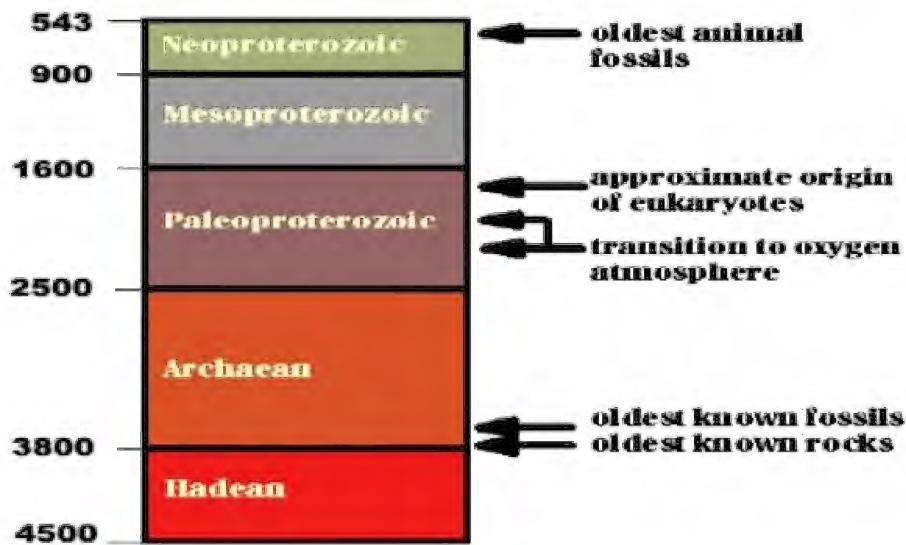 543
Neoproterozoic
oldest animal
fossils
900
Mesoproterozoic
1600
approximate origin
of eukaryotes
Paleoproterozoic
transition to oxygen
atmosphere
2500
Archaean
oldest known fossils
oldest known rocks
3800
Hadean
4500